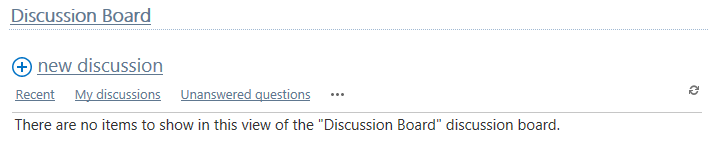 Discussion Board
new discussion
Recent My discussions Unanswered questions ...
There are no items to show in this view of the "Discussion Board" discussion board.